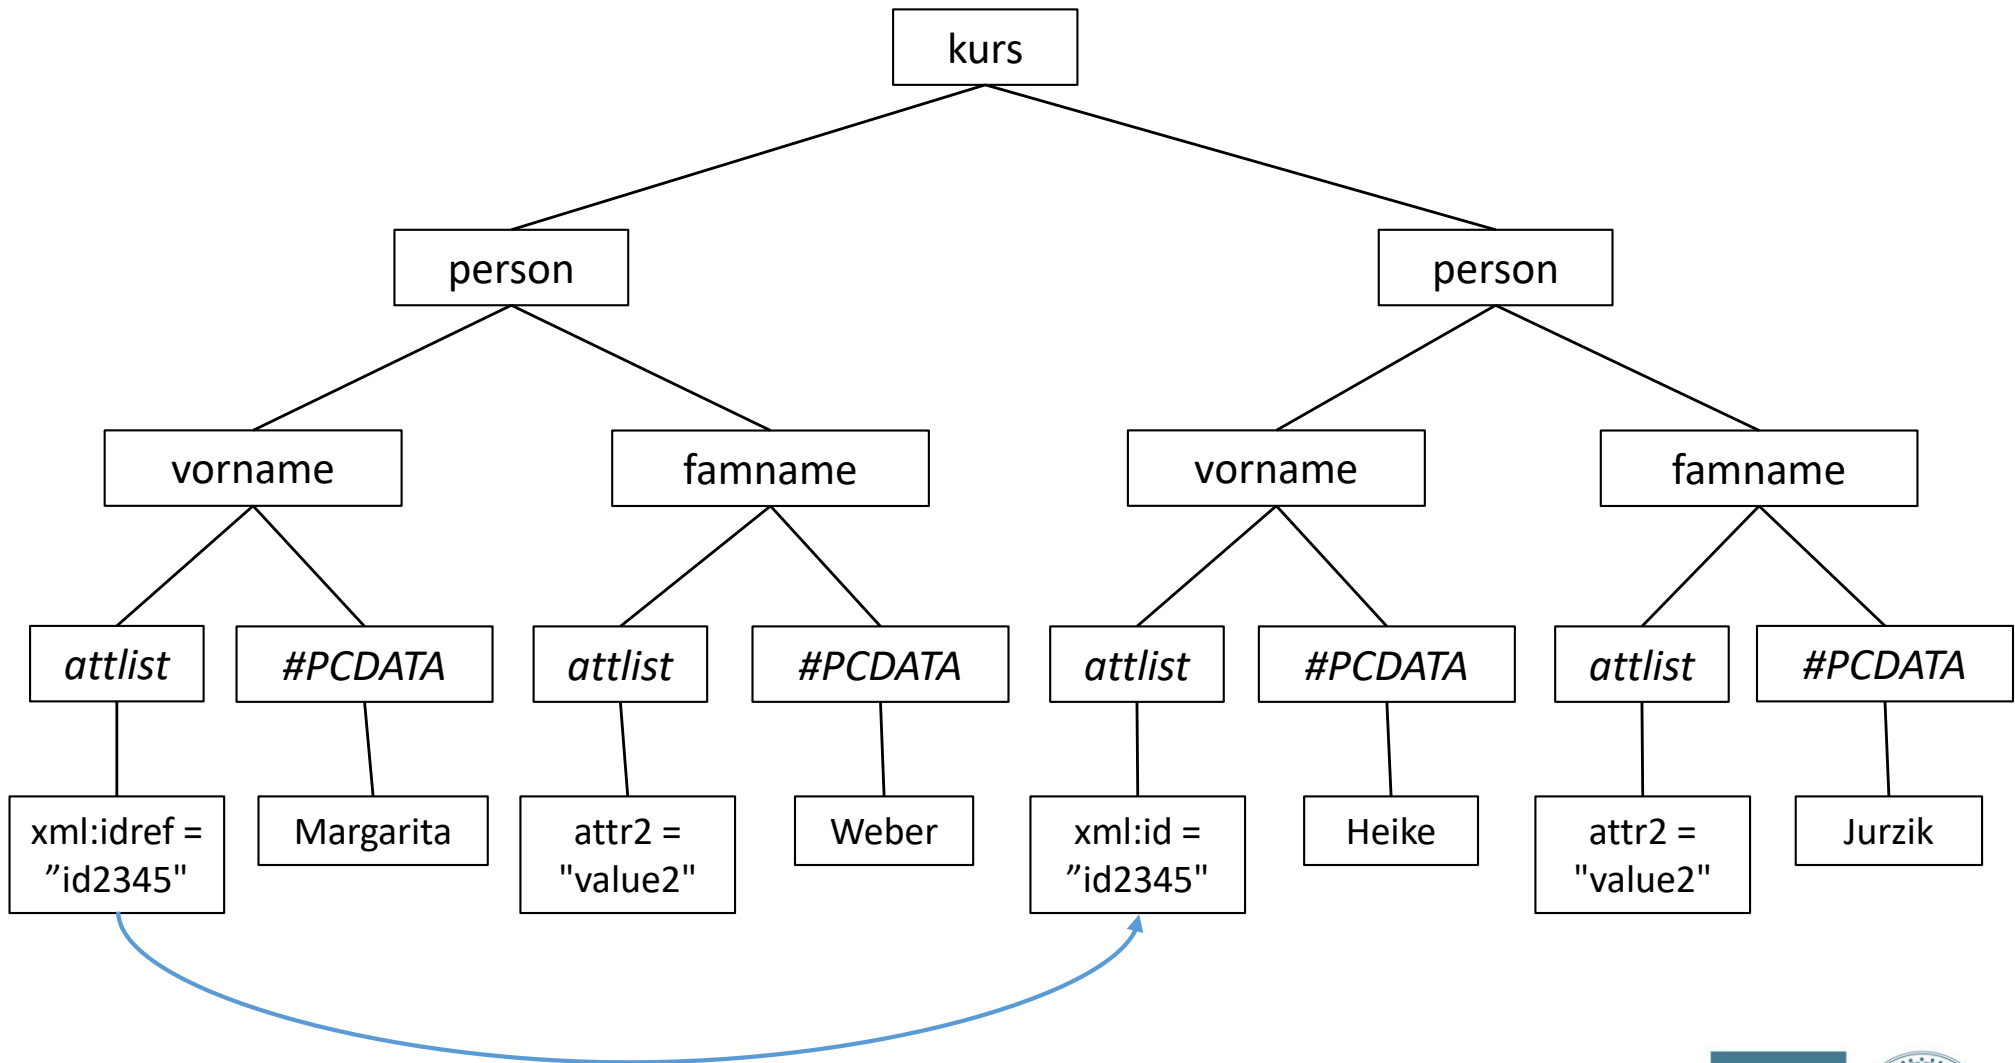 kurs
person
person
vorname
famname
vorname
famname
attlist
#PCDATA
attlist
#PCDATA
attlist
#PCDATA
attlist
#PCDATA
xml:idref =
”id2345"
Margarita
attr2 =
"value2"
Weber
xml:id =
”id2345"
Heike
attr2 =
"value2"
Jurzik